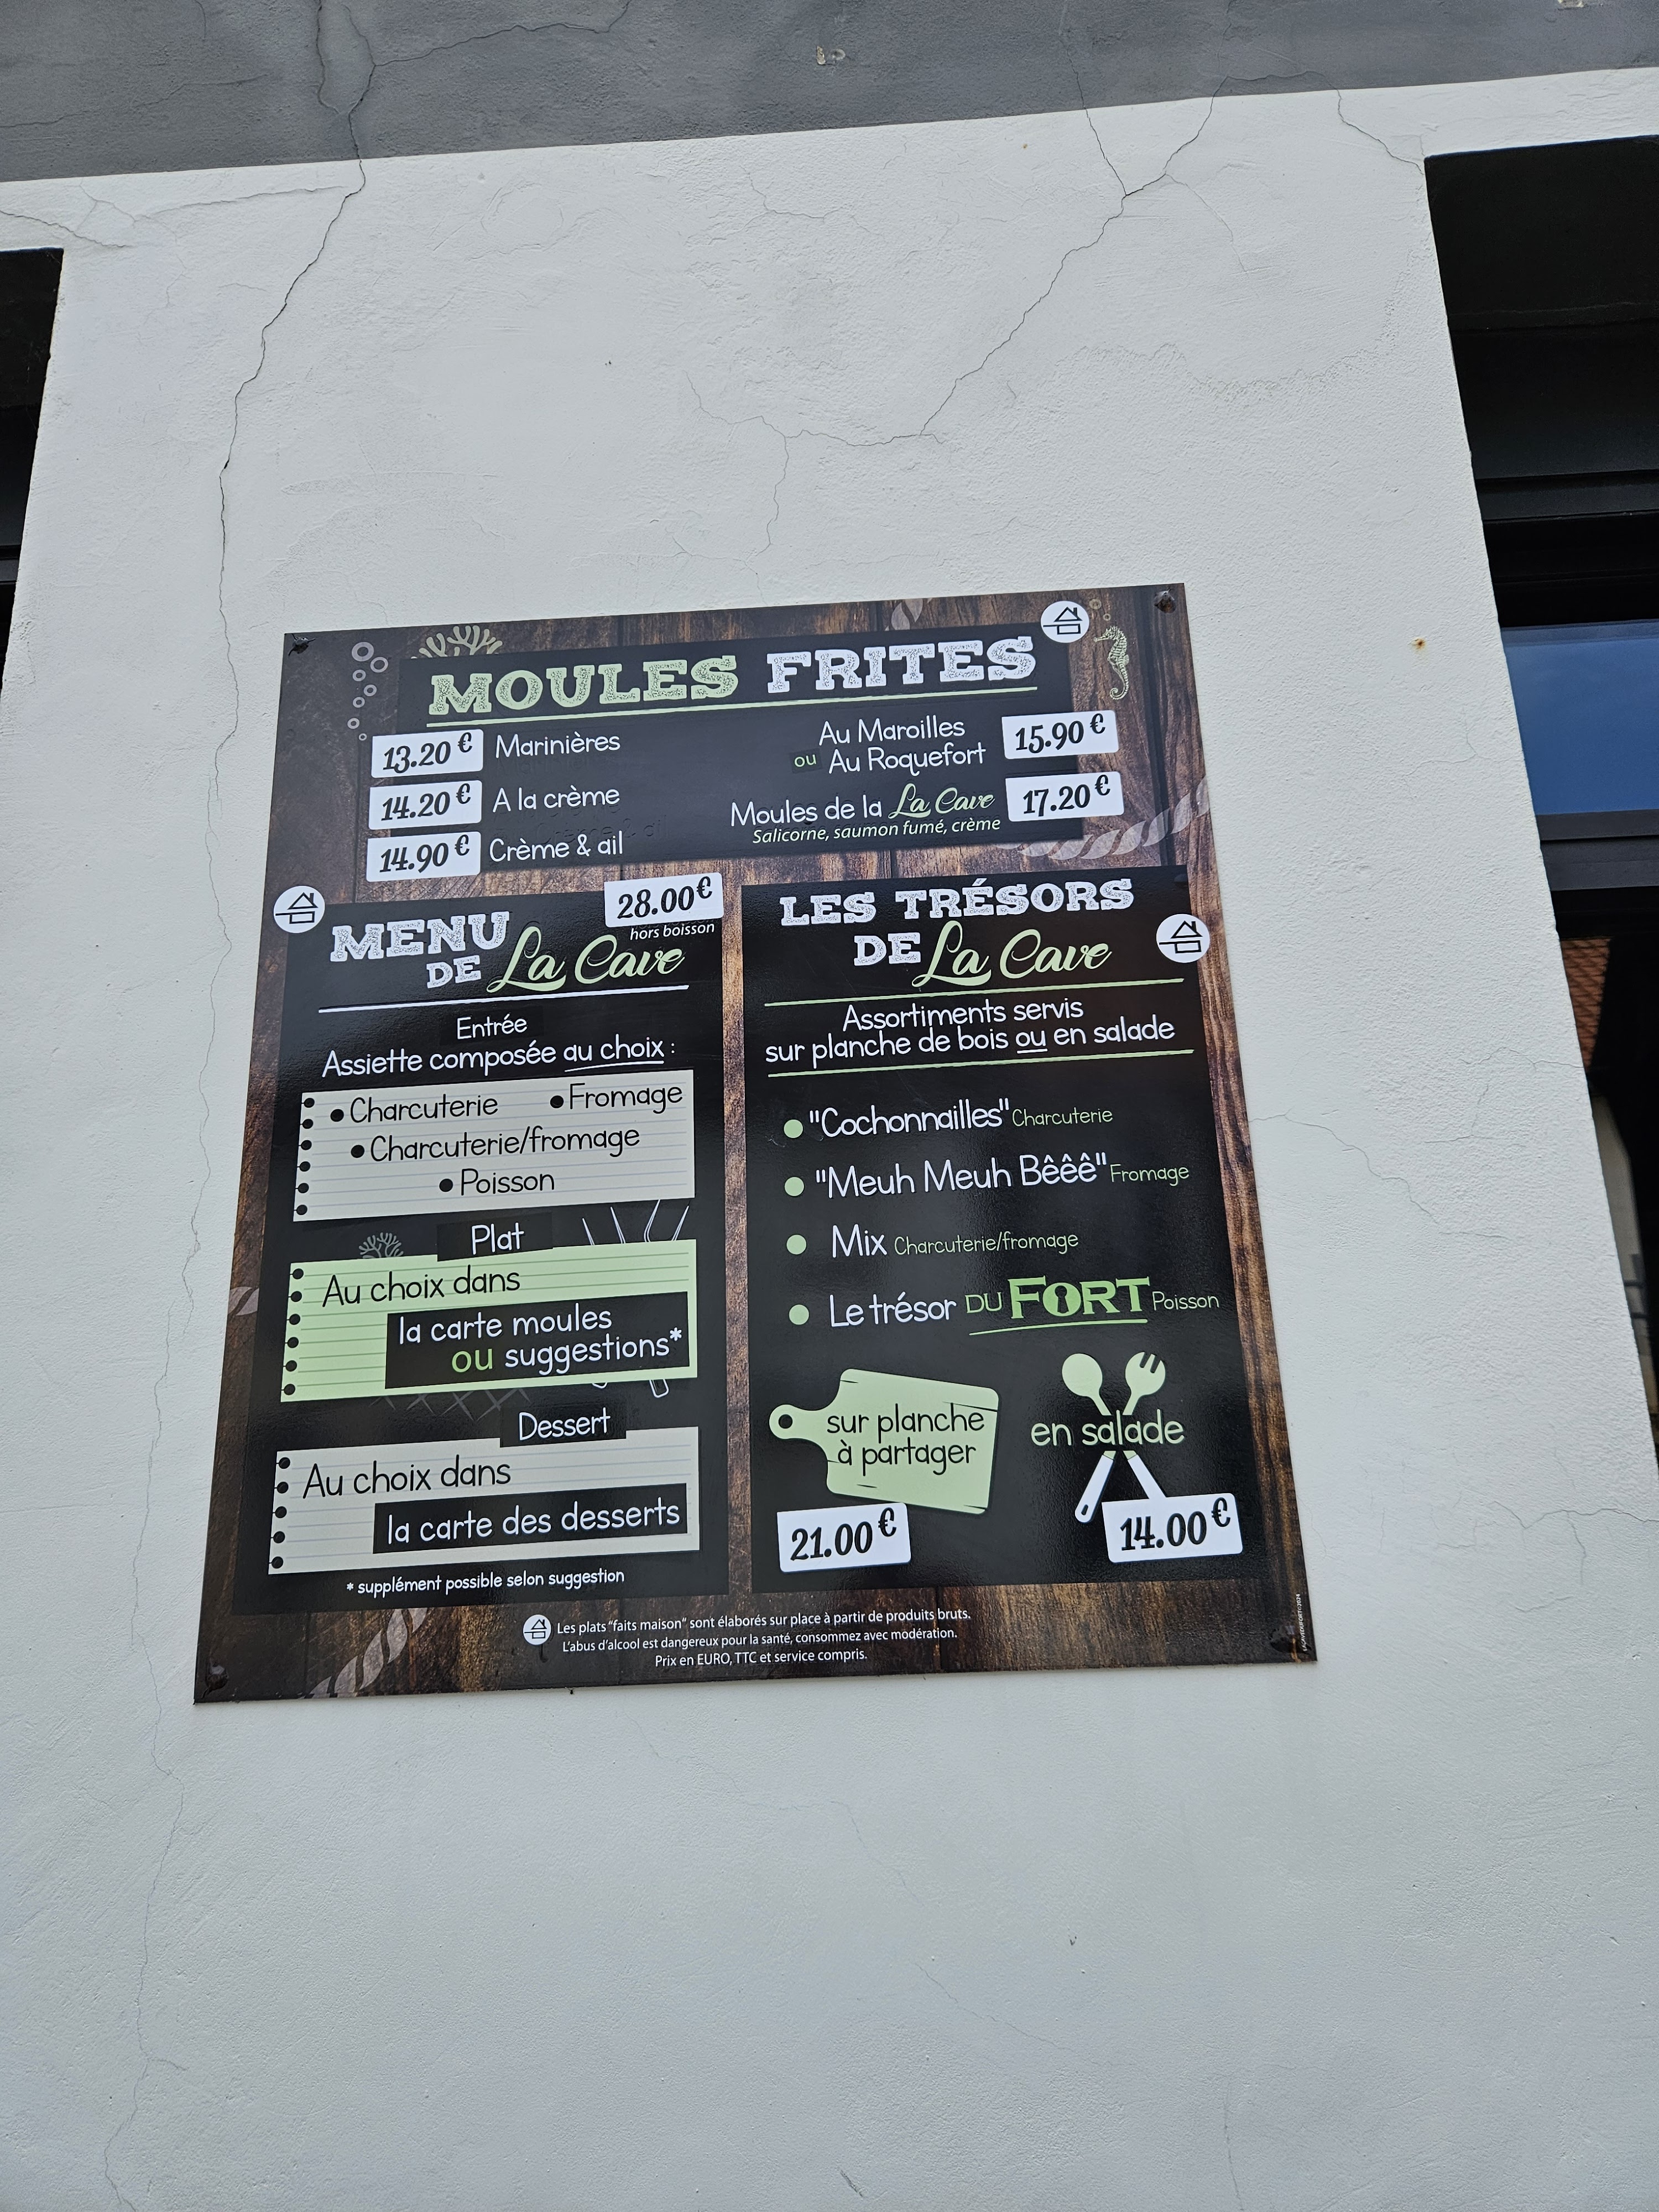 MOULES FRITES
13.20€ Marinières
14.20€ A la crème
14.90€ Crème & ail
Au Maroilles
ou Au Roquefort 15.90€
Moules de la La Cave 17.20€
Salicorne, saumon fumé, crème
28.00€
hors boisson
MENU
DE La Cave
Entrée
Assiette composée au choix :
• Charcuterie • Fromage
• Charcuterie/fromage
• Poisson
Plat
Au choix dans
la carte moules
ou suggestions*
Dessert
Au choix dans
la carte des desserts
* supplément possible selon suggestion
LES TRÉSORS
DE La Cave
Assortiments servis
sur planche de bois ou en salade
• "Cochonnailles" Charcuterie
• "Meuh Meuh Bêêê" Fromage
• Mix Charcuterie/fromage
• Le trésor DU FORT Poisson
sur planche
à partager
21.00€
en salade
14.00€
Les plats "faits maison" sont élaborés sur place à partir de produits bruts.
L'abus d'alcool est dangereux pour la santé, consommez avec modération.
Prix en EURO, TTC et service compris.